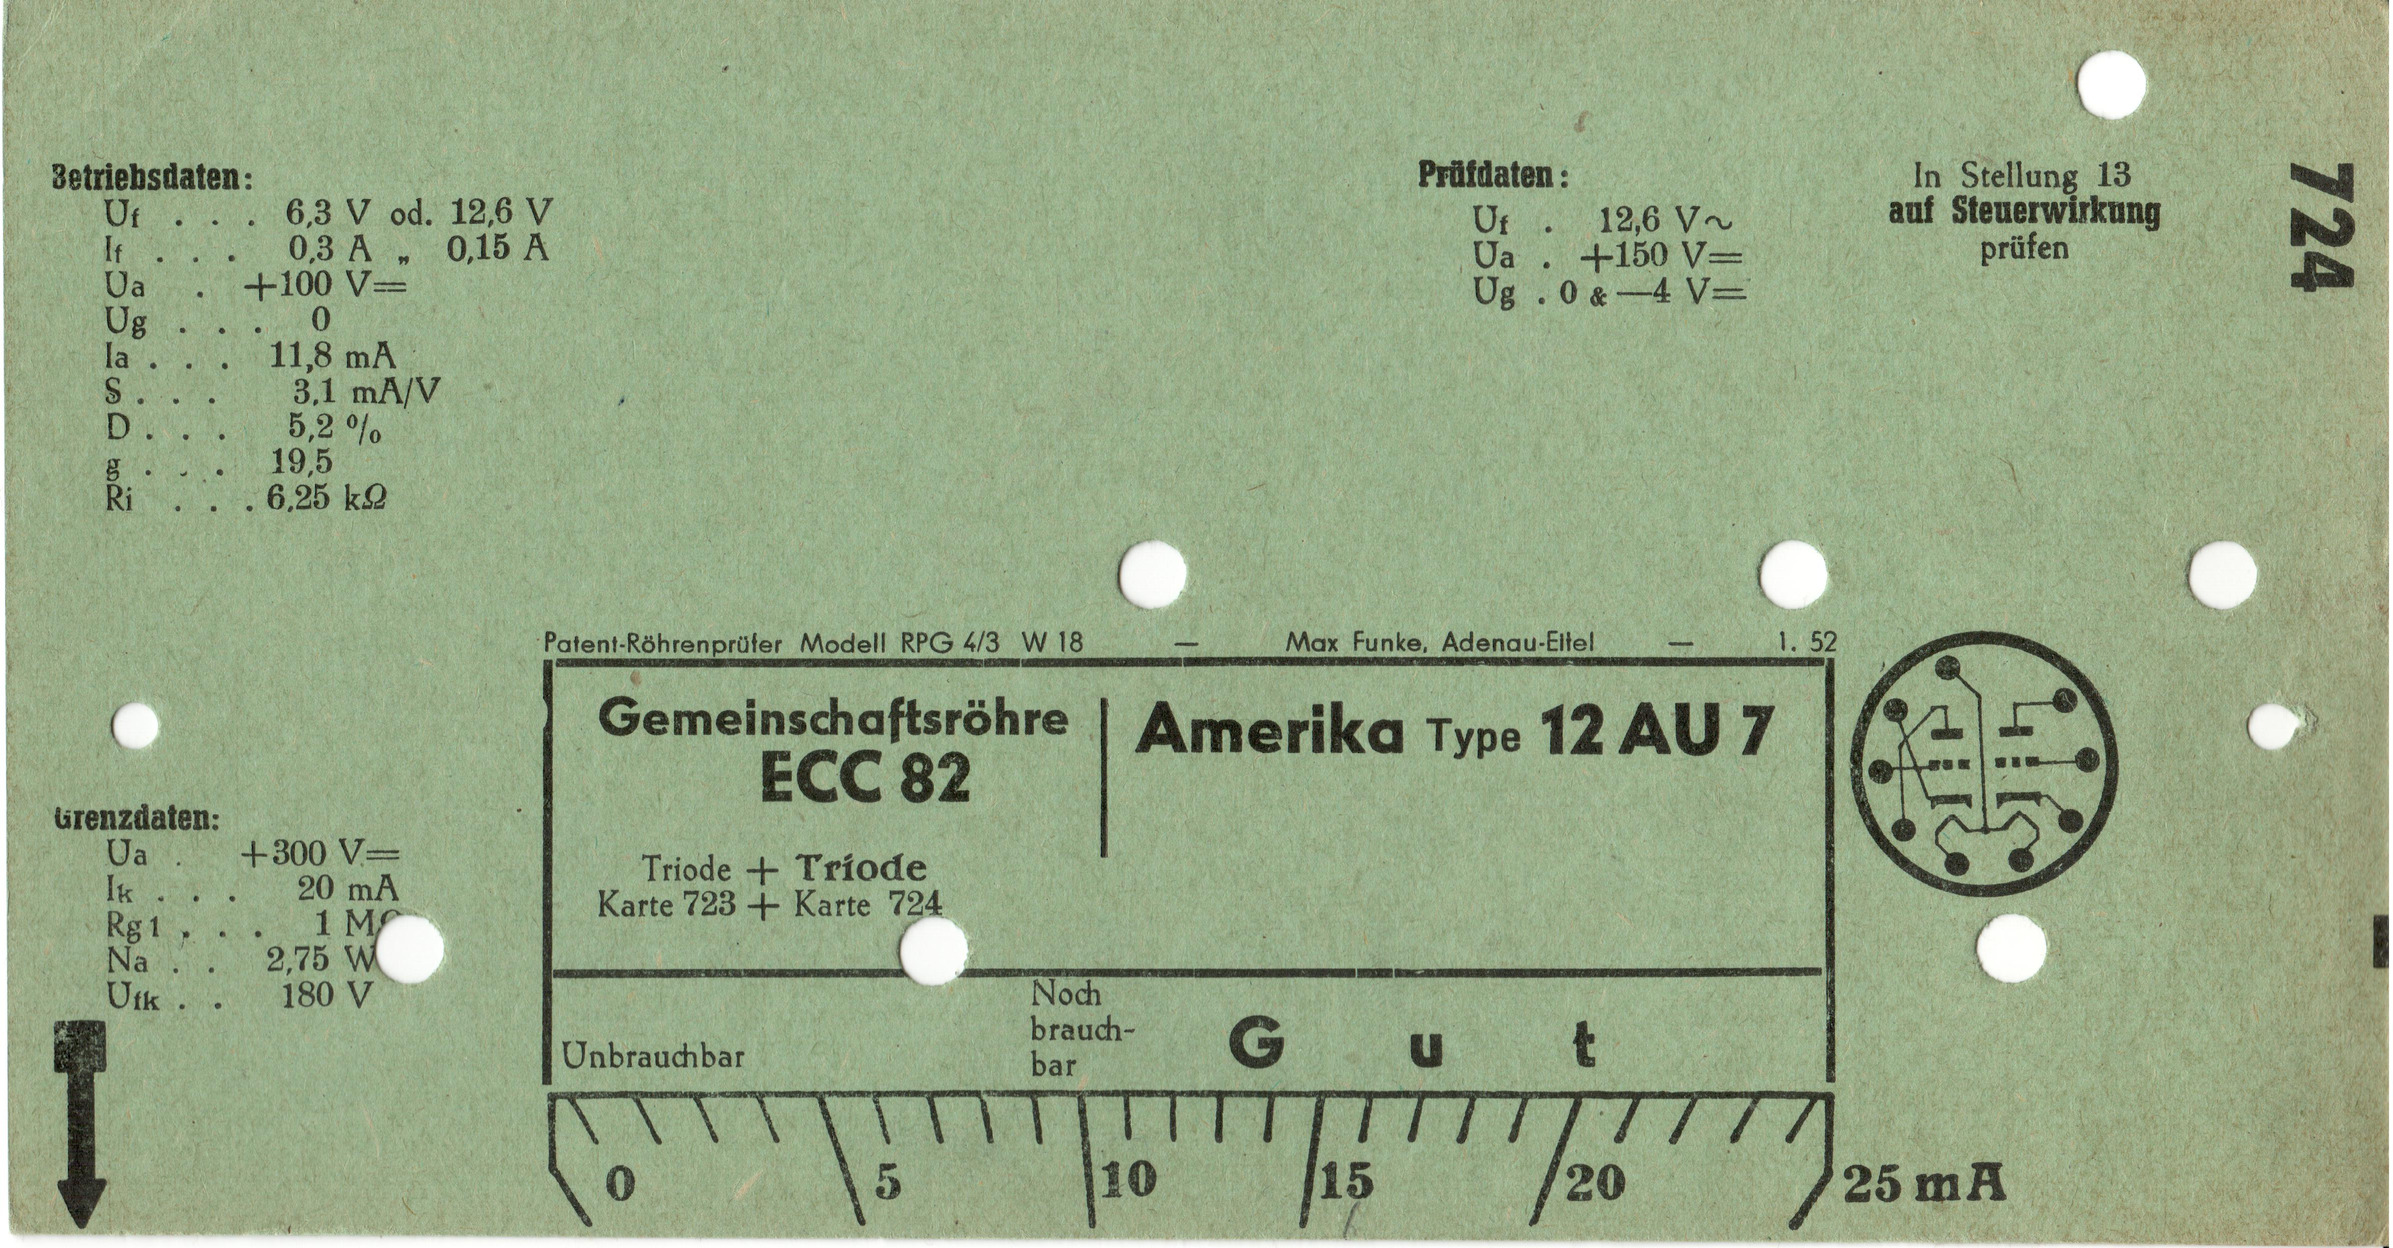 Betriebsdaten:
Uf . . . 6,3 V od. 12,6 V
If . . . 0,3 A „ 0,15 A
Ua . +100 V=
Ug . . . 0
Ia . . . 11,8 mA
S . . . 3,1 mA/V
D . . . 5,2 %
g . . . 19,5
Ri . . . 6,25 kΩ
Prüfdaten:
Uf . 12,6 V~
Ua . +150 V=
Ug . 0 & —4 V=
In Stellung 13
auf Steuerwirkung
prüfen
724
Patent-Röhrenprüfer Modell RPG 4/3 W 18 — Max Funke, Adenau-Eifel — 1. 52
Gemeinschaftsröhre
ECC 82
Amerika Type 12 AU 7
Triode + Triode
Karte 723 + Karte 724
Grenzdaten:
Ua . +300 V=
Ik . . . 20 mA
Rg1 . . . 1 MΩ
Na . . 2,75 W
Ufk . . 180 V
Unbrauchbar
Noch
brauch-
bar
Gut
0 5 10 15 20 25 mA